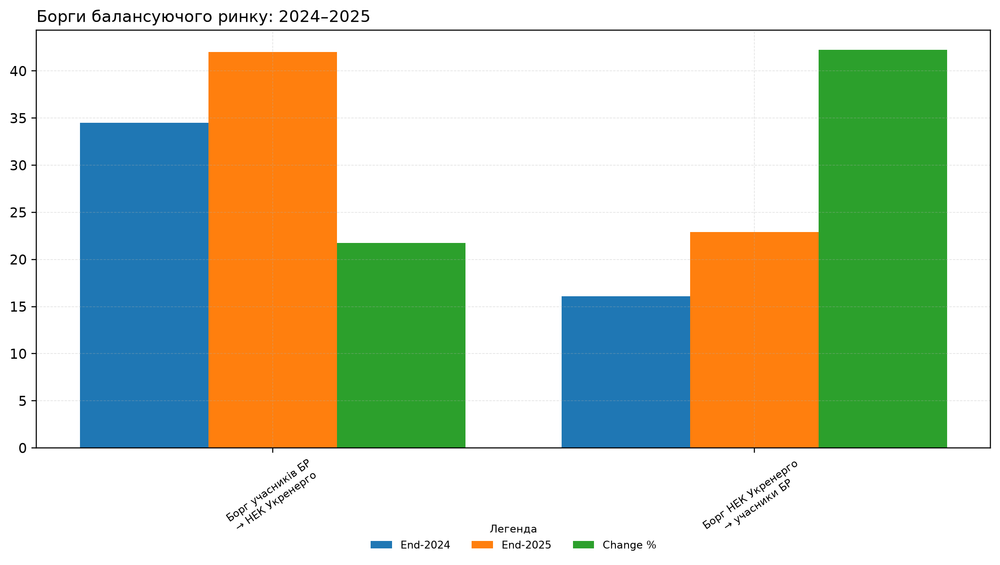 Борги балансуючого ринку: 2024–2025
40
35
30
25
20
15
10
5
0
Борг учасників БР
→ НЕК Укренерго
Борг НЕК Укренерго
→ учасники БР
Легенда
End-2024
End-2025
Change %